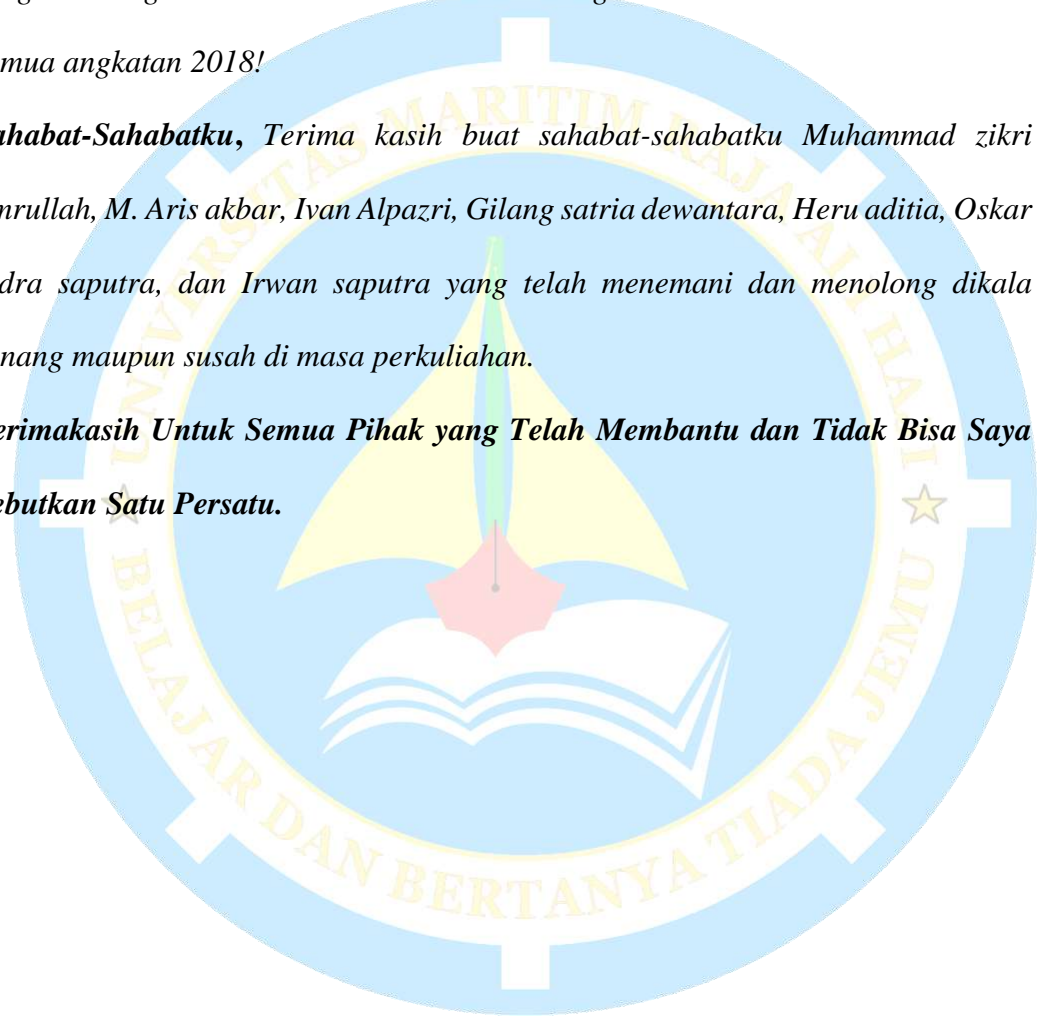 mua angkatan 2018!
ahabat-Sahabatku, Terima kasih buat sahabat-sahabatku Muhammad zikri
mrullah, M. Aris akbar, Ivan Alpazri, Gilang satria dewantara, Heru aditia, Oskar
dra saputra, dan Irwan saputra yang telah menemani dan menolong dikala
nang maupun susah di masa perkuliahan.
erimakasih Untuk Semua Pihak yang Telah Membantu dan Tidak Bisa Saya
ebutkan Satu Persatu.
UNIVERSITAS MARITIM RAJA ALI HAJI
BELAJAR DAN BERTANYA TIADA JEMU